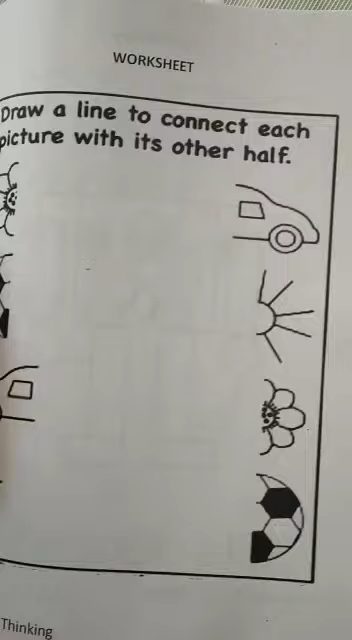 WORKSHEET
Draw a line to connect each
picture with its other half.
Thinking